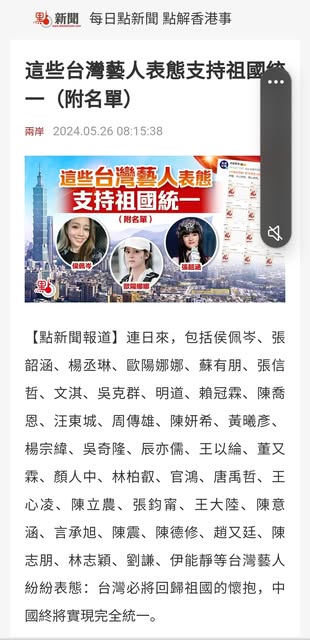 點新聞 每日點新聞 點解香港事
這些台灣藝人表態支持祖國統
一（附名單）
兩岸 2024.05.26 08:15:38
這些台灣藝人表態
支持祖國統一
(附名單)
侯佩岑
歐陽娜娜
張韶涵
點
【點新聞報道】連日來，包括侯佩岑、張
韶涵、楊丞琳、歐陽娜娜、蘇有朋、張信
哲、文淇、吳克群、明道、賴冠霖、陳喬
恩、汪東城、周傳雄、陳妍希、黃曦彥、
楊宗緯、吳奇隆、辰亦儒、王以綸、董又
霖、顏人中、林柏叡、官鴻、唐禹哲、王
心凌、陳立農、張鈞甯、王大陸、陳意
涵、言承旭、陳震、陳德修、趙又廷、陳
志朋、林志穎、劉謙、伊能靜等台灣藝人
紛紛表態：台灣必將回歸祖國的懷抱，中
國終將實現完全統一。